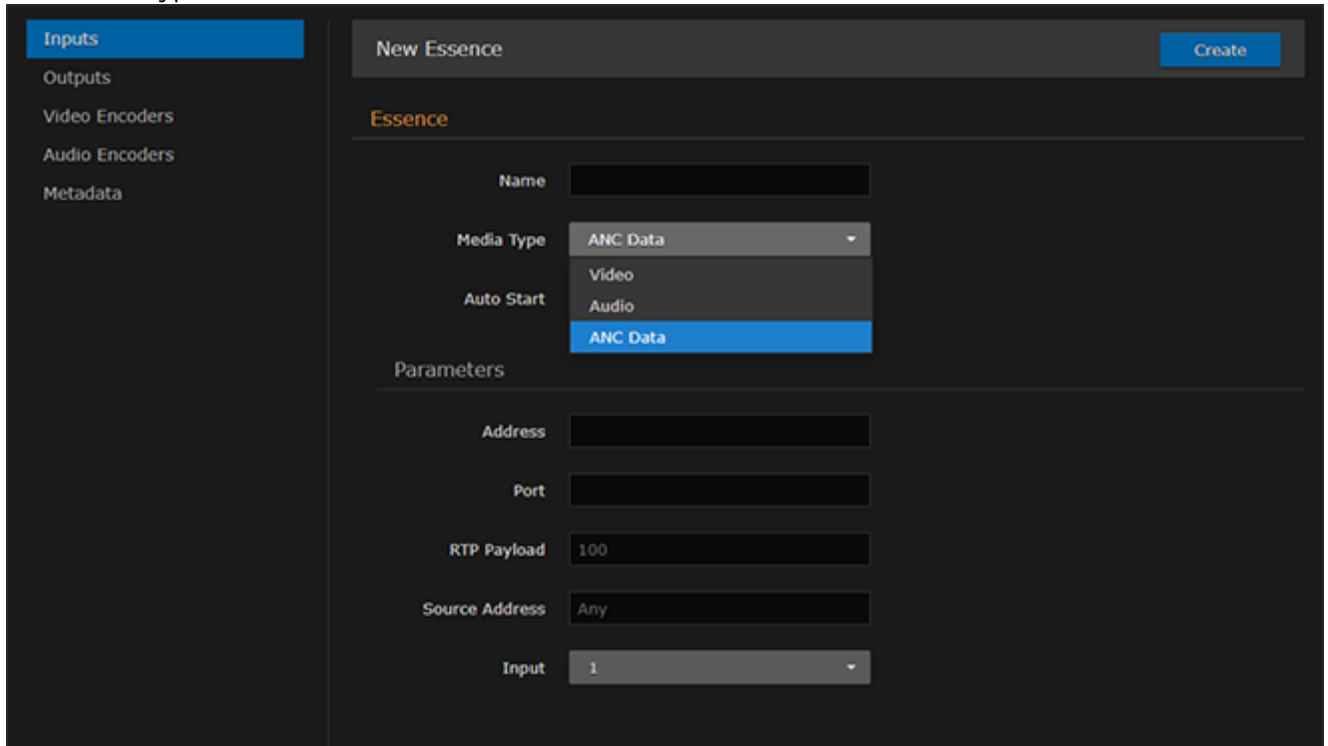 Inputs
Outputs
Video Encoders
Audio Encoders
Metadata
New Essence
Create
Essence
Name
Media Type
ANC Data
Video
Audio
ANC Data
Auto Start
Parameters
Address
Port
RTP Payload
100
Source Address
Any
Input
1